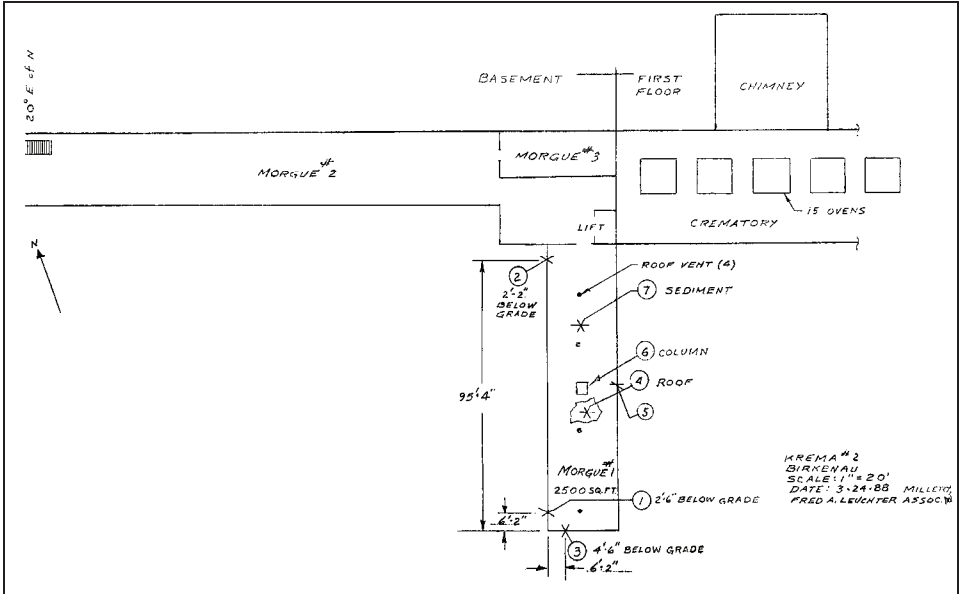 20° E of N
BASEMENT
FIRST
FLOOR
CHIMNEY
MORGUE #2
MORGUE #3
15 OVENS
LIFT
CREMATORY
N
2
2'-2"
BELOW
GRADE
ROOF VENT (4)
7 SEDIMENT
6 COLUMN
4 ROOF
5
95'4"
MORGUE #1
2500 SQ.FT.
1 2'6" BELOW GRADE
6'-2"
3 4'-6" BELOW GRADE
6'-2"
KREMA #2
BIRKENAU
SCALE: 1" = 20'
DATE: 3-24-88
FRED A. LEUCHTER ASSOC.